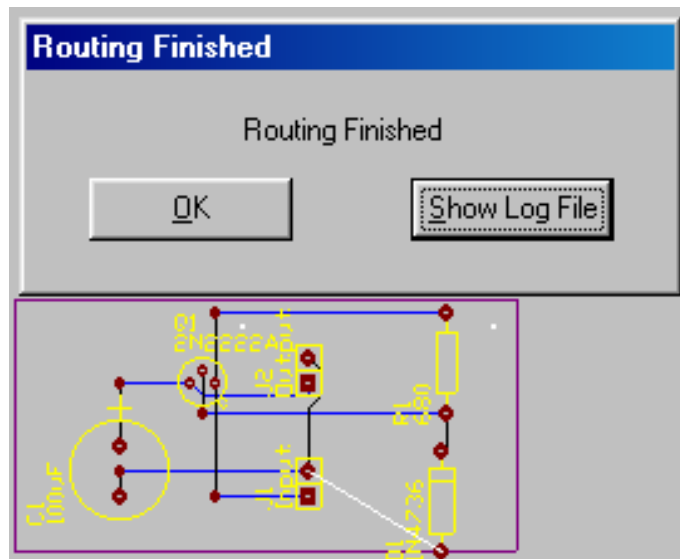 Routing Finished
Routing Finished
OK
Show Log File
Q1
2N2222A
J2
Output
R1
680
C1
100uF
J1
Input
D1
1N4736